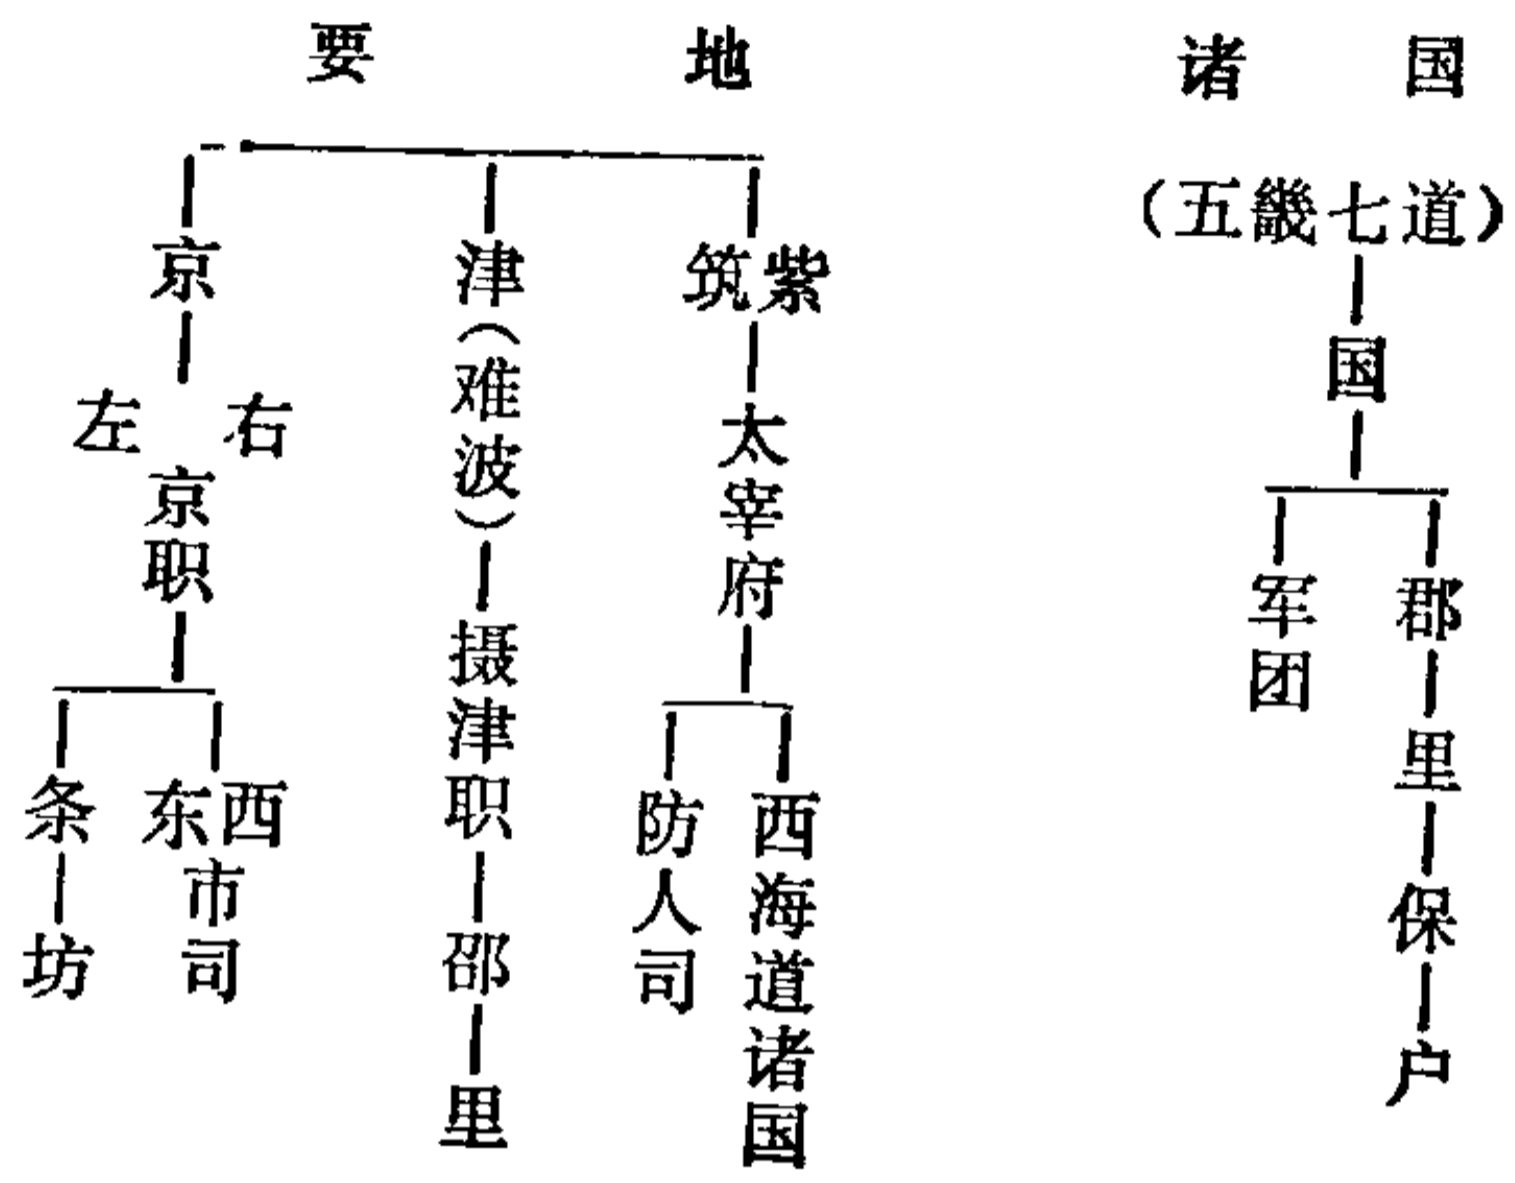 要地
诸国
(五畿七道)
京
左右
京职
条
坊
东西
市司
津(难波)
摄津职
邵
里
筑紫
太宰府
防人司
西海道诸国
国
军团
郡
里
保
户